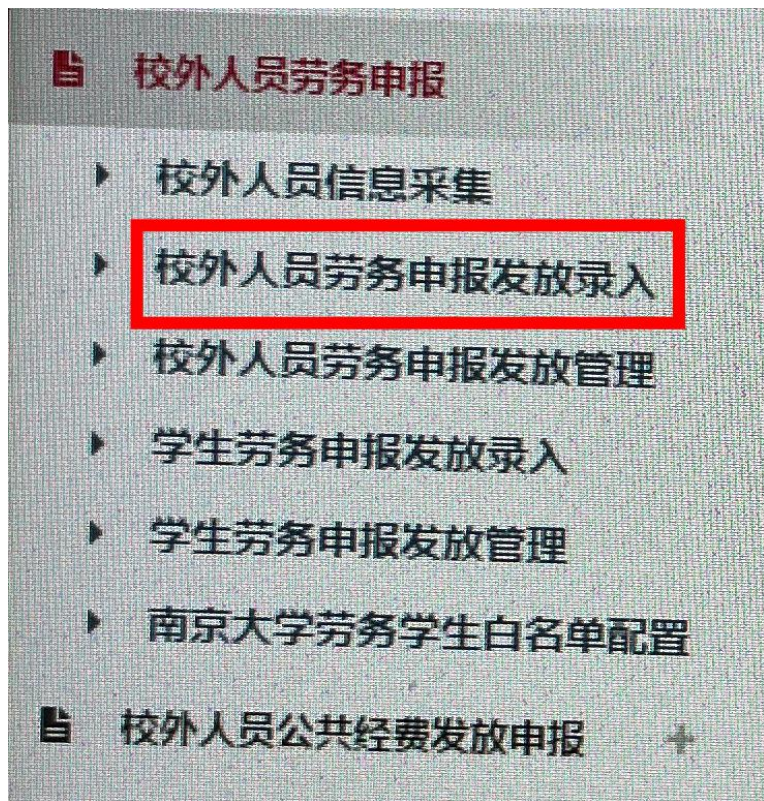 校外人员劳务申报
校外人员信息采集
校外人员劳务申报发放录入
校外人员劳务申报发放管理
学生劳务申报发放录入
学生劳务申报发放管理
南京大学劳务学生白名单配置
校外人员公共经费发放申报 +